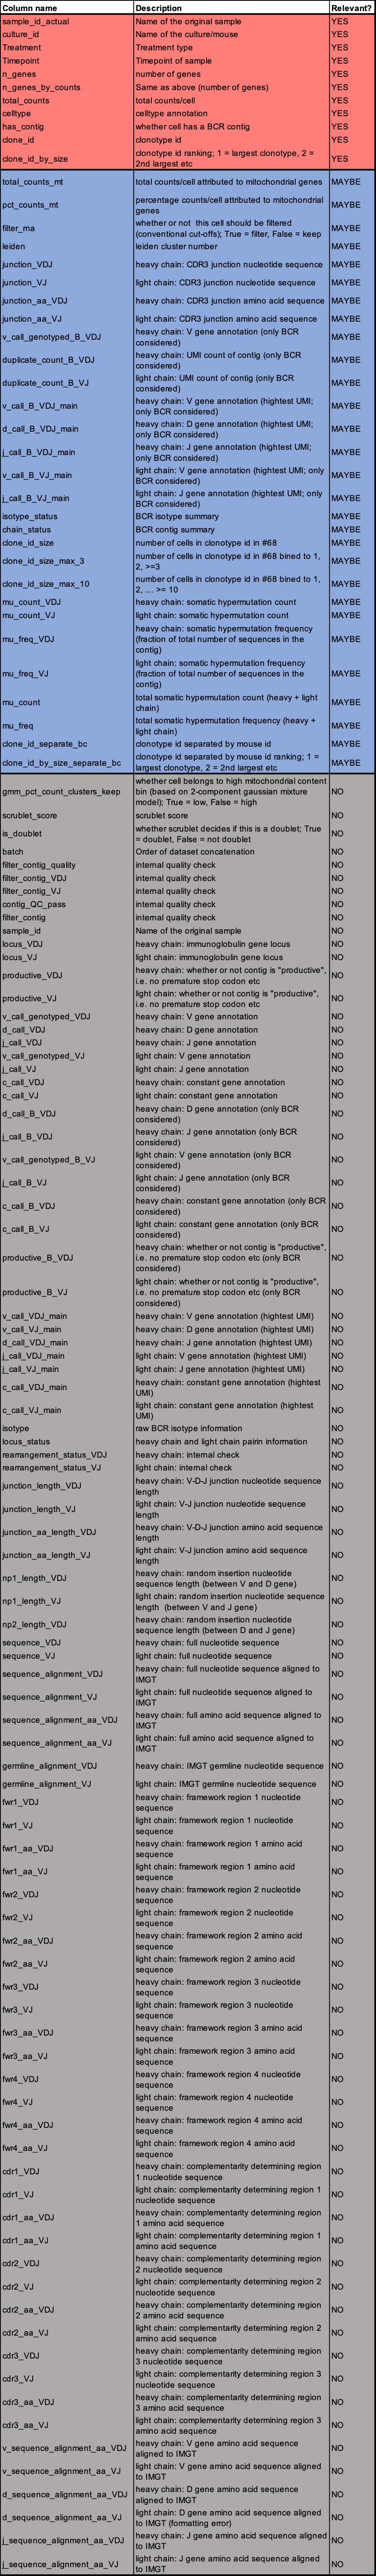 Column name Description Relevant?
sample_id_actual Name of the original sample YES
culture_id Name of the culture/mouse YES
Treatment Treatment type YES
Timepoint Timepoint of sample YES
n_genes number of genes YES
n_genes_by_counts Same as above (number of genes) YES
total_counts total counts/cell YES
celltype celltype annotation YES
has_contig whether cell has a BCR contig YES
clone_id clonotype id YES
clone_id_by_size clonotype id ranking; 1 = largest clonotype, 2 = YES
2nd largest etc
total_counts_mt total counts/cell attributed to mitochondrial genes MAYBE
pct_counts_mt percentage counts/cell attributed to mitochondrial MAYBE
genes
filter_rna whether or not this cell should be filtered MAYBE
(conventional cut-offs); True = filter, False = keep
leiden leiden cluster number MAYBE
junction_VDJ heavy chain: CDR3 junction nucleotide sequence MAYBE
junction_VJ light chain: CDR3 junction nucleotide sequence MAYBE
junction_aa_VDJ heavy chain: CDR3 junction amino acid sequence MAYBE
junction_aa_VJ light chain: CDR3 junction amino acid sequence MAYBE
v_call_genotyped_B_VDJ heavy chain: V gene annotation (only BCR MAYBE
considered)
duplicate_count_B_VDJ heavy chain: UMI count of contig (only BCR MAYBE
considered)
duplicate_count_B_VJ light chain: UMI count of contig (only BCR MAYBE
considered)
v_call_B_VDJ_main heavy chain: V gene annotation (hightest UMI; MAYBE
only BCR considered)
d_call_B_VDJ_main heavy chain: D gene annotation (hightest UMI; MAYBE
only BCR considered)
j_call_B_VDJ_main heavy chain: J gene annotation (hightest UMI; only MAYBE
BCR considered)
v_call_B_VJ_main light chain: V gene annotation (hightest UMI; only MAYBE
BCR considered)
j_call_B_VJ_main light chain: J gene annotation (hightest UMI; only MAYBE
BCR considered)
isotype_status BCR isotype summary MAYBE
chain_status BCR contig summary MAYBE
clone_id_size number of cells in clonotype id in #68 MAYBE
clone_id_size_max_3 number of cells in clonotype id in #68 bined to 1, MAYBE
2, >=3
clone_id_size_max_10 number of cells in clonotype id in #68 bined to 1, MAYBE
2, … >= 10
mu_count_VDJ heavy chain: somatic hypermutation count MAYBE
mu_count_VJ light chain: somatic hypermutation count MAYBE
mu_freq_VDJ heavy chain: somatic hypermutation frequency MAYBE
(fraction of total number of sequences in the
contig)
mu_freq_VJ light chain: somatic hypermutation frequency MAYBE
(fraction of total number of sequences in the
contig)
mu_count total somatic hypermutation count (heavy + light MAYBE
chain)
mu_freq total somatic hypermutation frequency (heavy + MAYBE
light chain)
clone_id_separate_bc clonotype id separated by mouse id MAYBE
clone_id_by_size_separate_bc clonotype id separated by mouse id ranking; 1 = MAYBE
largest clonotype, 2 = 2nd largest etc
gmm_pct_count_clusters_keep whether cell belongs to high mitochondrial content NO
bin (based on 2-component gaussian mixture
model); True = low, False = high
scrublet_score scrublet score NO
is_doublet whether scrublet decides if this is a doublet; True NO
= doublet, False = not doublet
batch Order of dataset concatenation NO
filter_contig_quality internal quality check NO
filter_contig_VDJ internal quality check NO
filter_contig_VJ internal quality check NO
contig_QC_pass internal quality check NO
filter_contig internal quality check NO
sample_id Name of the original sample NO
locus_VDJ heavy chain: immunoglobulin gene locus NO
locus_VJ light chain: immunoglobulin gene locus NO
productive_VDJ heavy chain: whether or not contig is "productive", NO
i.e. no premature stop codon etc
productive_VJ light chain: whether or not contig is "productive", NO
i.e. no premature stop codon etc
v_call_genotyped_VDJ heavy chain: V gene annotation NO
d_call_VDJ heavy chain: D gene annotation NO
j_call_VDJ heavy chain: J gene annotation NO
v_call_genotyped_VJ light chain: V gene annotation NO
j_call_VJ light chain: J gene annotation NO
c_call_VDJ heavy chain: constant gene annotation NO
c_call_VJ light chain: constant gene annotation NO
d_call_B_VDJ heavy chain: D gene annotation (only BCR NO
considered)
j_call_B_VDJ heavy chain: J gene annotation (only BCR NO
considered)
v_call_genotyped_B_VJ light chain: V gene annotation (only BCR NO
considered)
j_call_B_VJ light chain: J gene annotation (only BCR NO
considered)
c_call_B_VDJ heavy chain: constant gene annotation (only BCR NO
considered)
c_call_B_VJ light chain: constant gene annotation (only BCR NO
considered)
productive_B_VDJ heavy chain: whether or not contig is "productive", NO
i.e. no premature stop codon etc (only BCR
considered)
productive_B_VJ light chain: whether or not contig is "productive", NO
i.e. no premature stop codon etc (only BCR
considered)
v_call_VDJ_main heavy chain: V gene annotation (hightest UMI) NO
v_call_VJ_main heavy chain: D gene annotation (hightest UMI) NO
d_call_VDJ_main heavy chain: J gene annotation (hightest UMI) NO
j_call_VDJ_main light chain: V gene annotation (hightest UMI) NO
j_call_VJ_main light chain: J gene annotation (hightest UMI) NO
c_call_VDJ_main heavy chain: constant gene annotation (hightest NO
UMI)
c_call_VJ_main light chain: constant gene annotation (hightest NO
UMI)
isotype raw BCR isotype information NO
locus_status heavy chain and light chain pairin information NO
rearrangement_status_VDJ heavy chain: internal check NO
rearrangement_status_VJ light chain: internal check NO
junction_length_VDJ heavy chain: V-D-J junction nucleotide sequence NO
length
junction_length_VJ light chain: V-J junction nucleotide sequence NO
length
junction_aa_length_VDJ heavy chain: V-D-J junction amino acid sequence NO
length
junction_aa_length_VJ light chain: V-J junction amino acid sequence NO
length
np1_length_VDJ heavy chain: random insertion nucleotide NO
sequence length (between V and D gene)
np1_length_VJ light chain: random insertion nucleotide sequence NO
length (between V and J gene)
np2_length_VDJ heavy chain: random insertion nucleotide NO
sequence length (between D and J gene)
sequence_VDJ heavy chain: full nucleotide sequence NO
sequence_VJ light chain: full nucleotide sequence NO
sequence_alignment_VDJ heavy chain: full nucleotide sequence aligned to NO
IMGT
sequence_alignment_VJ light chain: full nucleotide sequence aligned to NO
IMGT
sequence_alignment_aa_VDJ heavy chain: full amino acid sequence aligned to NO
IMGT
sequence_alignment_aa_VJ light chain: full amino acid sequence aligned to NO
IMGT
germline_alignment_VDJ heavy chain: IMGT germline nucleotide sequence NO
germline_alignment_VJ light chain: IMGT germline nucleotide sequence NO
fwr1_VDJ heavy chain: framework region 1 nucleotide NO
sequence
fwr1_VJ light chain: framework region 1 nucleotide NO
sequence
fwr1_aa_VDJ heavy chain: framework region 1 amino acid NO
sequence
fwr1_aa_VJ light chain: framework region 1 amino acid NO
sequence
fwr2_VDJ heavy chain: framework region 2 nucleotide NO
sequence
fwr2_VJ light chain: framework region 2 nucleotide NO
sequence
fwr2_aa_VDJ heavy chain: framework region 2 amino acid NO
sequence
fwr2_aa_VJ light chain: framework region 2 amino acid NO
sequence
fwr3_VDJ heavy chain: framework region 3 nucleotide NO
sequence
fwr3_VJ light chain: framework region 3 nucleotide NO
sequence
fwr3_aa_VDJ heavy chain: framework region 3 amino acid NO
sequence
fwr3_aa_VJ light chain: framework region 3 amino acid NO
sequence
fwr4_VDJ heavy chain: framework region 4 nucleotide NO
sequence
fwr4_VJ light chain: framework region 4 nucleotide NO
sequence
fwr4_aa_VDJ heavy chain: framework region 4 amino acid NO
sequence
fwr4_aa_VJ light chain: framework region 4 amino acid NO
sequence
cdr1_VDJ heavy chain: complementarity determining region NO
1 nucleotide sequence
cdr1_VJ light chain: complementarity determining region 1 NO
nucleotide sequence
cdr1_aa_VDJ heavy chain: complementarity determining region NO
1 amino acid sequence
cdr1_aa_VJ light chain: complementarity determining region 1 NO
amino acid sequence
cdr2_VDJ heavy chain: complementarity determining region NO
2 nucleotide sequence
cdr2_VJ light chain: complementarity determining region 2 NO
nucleotide sequence
cdr2_aa_VDJ heavy chain: complementarity determining region NO
2 amino acid sequence
cdr2_aa_VJ light chain: complementarity determining region 2 NO
amino acid sequence
cdr3_VDJ heavy chain: complementarity determining region NO
3 nucleotide sequence
cdr3_VJ light chain: complementarity determining region 3 NO
nucleotide sequence
cdr3_aa_VDJ heavy chain: complementarity determining region NO
3 amino acid sequence
cdr3_aa_VJ light chain: complementarity determining region 3 NO
amino acid sequence
v_sequence_alignment_aa_VDJ heavy chain: V gene amino acid sequence NO
aligned to IMGT
v_sequence_alignment_aa_VJ light chain: V gene amino acid sequence aligned NO
to IMGT
d_sequence_alignment_aa_VDJ heavy chain: D gene amino acid sequence NO
aligned to IMGT
d_sequence_alignment_aa_VJ light chain: D gene amino acid sequence aligned NO
to IMGT (formatting error)
j_sequence_alignment_aa_VDJ heavy chain: J gene amino acid sequence aligned NO
to IMGT
j_sequence_alignment_aa_VJ light chain: J gene amino acid sequence aligned NO
to IMGT